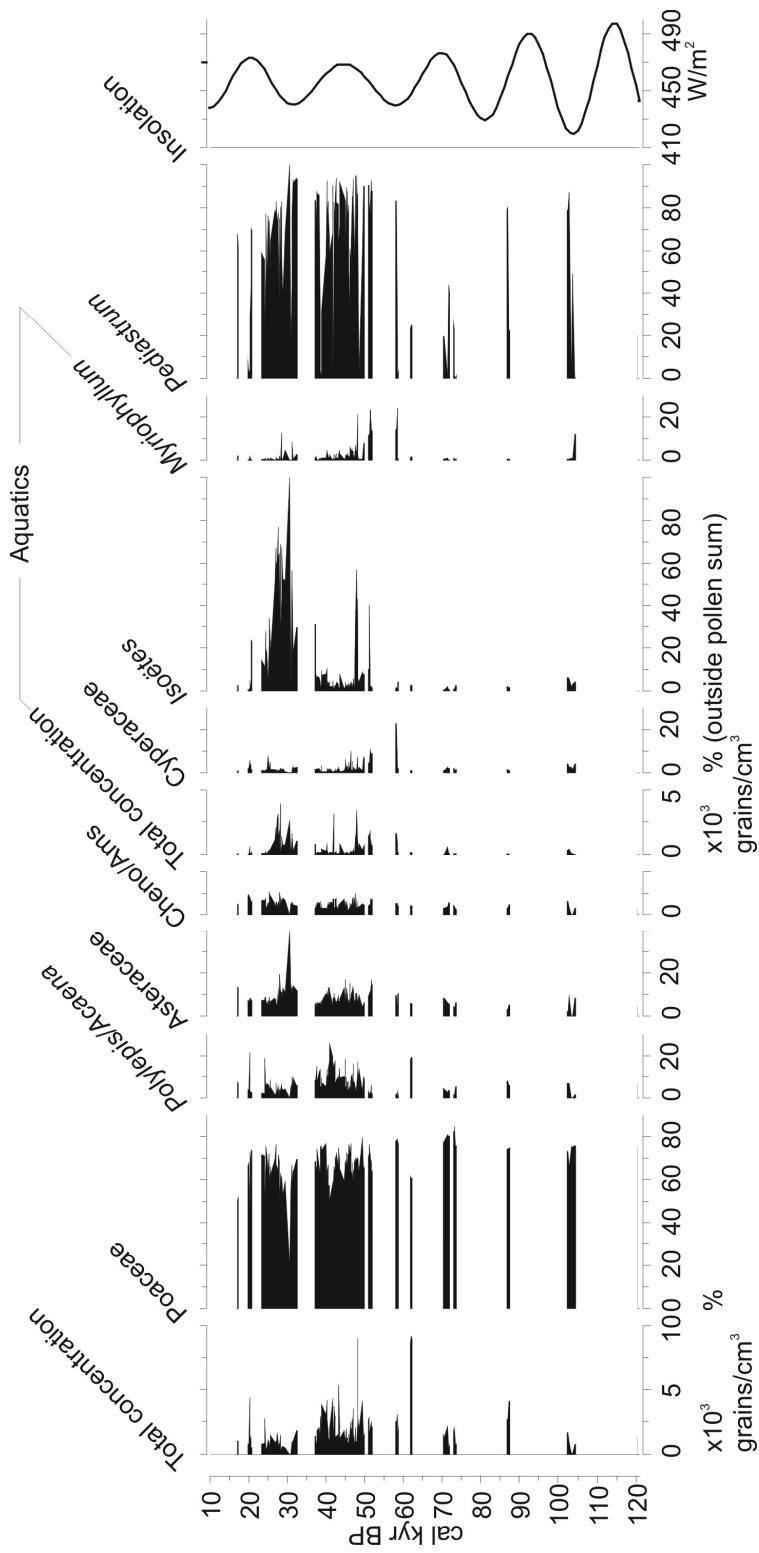 Aquatics
Total concentration
Poaceae
Polylepis/Acaena
Asteraceae
Cheno/Ams
Total concentration
Cyperaceae
Isoëtes
Myriophyllum
Pediastrum
Insolation
cal kyr BP
10
20
30
40
50
60
70
80
90
100
110
120
0 5 10 0 20 40 60 80 0 20 0 20 0 0 5 0 20 0 20 40 60 80 0 20 0 20 40 60 80 410 450 490
x10³ grains/cm³
%
x10³ grains/cm³
% (outside pollen sum)
W/m²